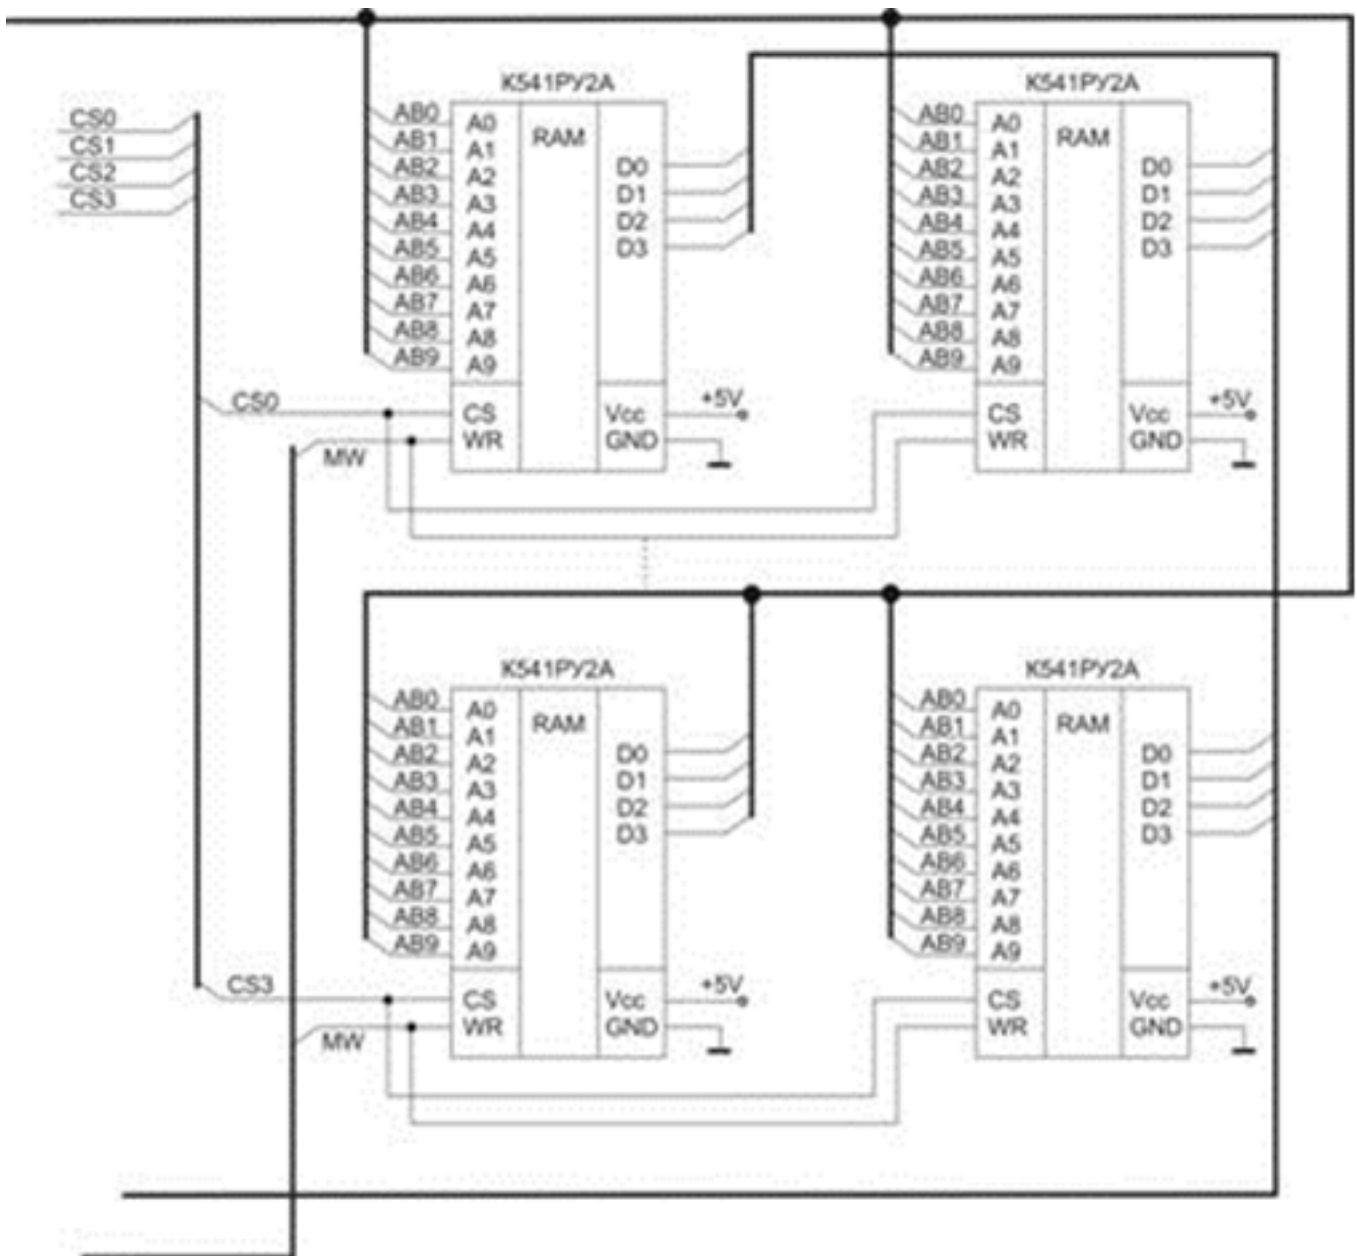 К541РУ2А
К541РУ2А
CS0
CS1
CS2
CS3
AB0 A0 RAM
AB1 A1
AB2 A2 D0
AB3 A3 D1
AB4 A4 D2
AB5 A5 D3
AB6 A6
AB7 A7
AB8 A8
AB9 A9
CS0 CS Vcc +5V
MW WR GND
AB0 A0 RAM
AB1 A1
AB2 A2 D0
AB3 A3 D1
AB4 A4 D2
AB5 A5 D3
AB6 A6
AB7 A7
AB8 A8
AB9 A9
CS Vcc +5V
WR GND
К541РУ2А
К541РУ2А
AB0 A0 RAM
AB1 A1
AB2 A2 D0
AB3 A3 D1
AB4 A4 D2
AB5 A5 D3
AB6 A6
AB7 A7
AB8 A8
AB9 A9
CS3 CS Vcc +5V
MW WR GND
AB0 A0 RAM
AB1 A1
AB2 A2 D0
AB3 A3 D1
AB4 A4 D2
AB5 A5 D3
AB6 A6
AB7 A7
AB8 A8
AB9 A9
CS Vcc +5V
WR GND